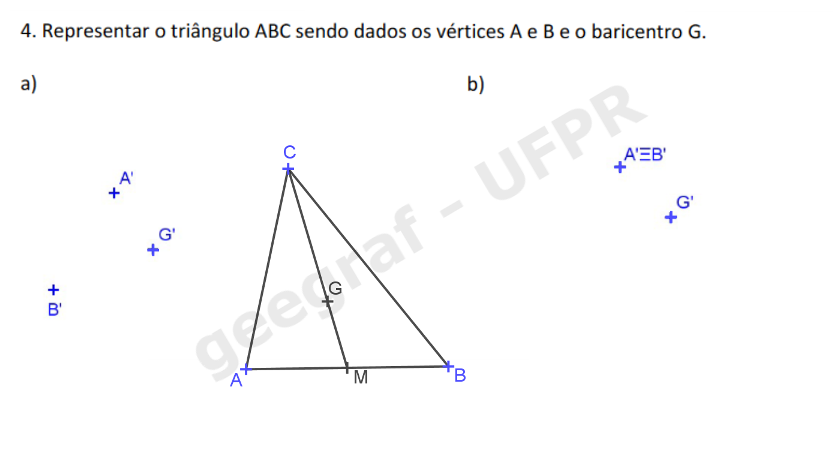 4. Representar o triângulo ABC sendo dados os vértices A e B e o baricentro G.
a)
b)
A'
G'
B'
C
G
A
M
B
A'≡B'
G'
geegraf - UFPR